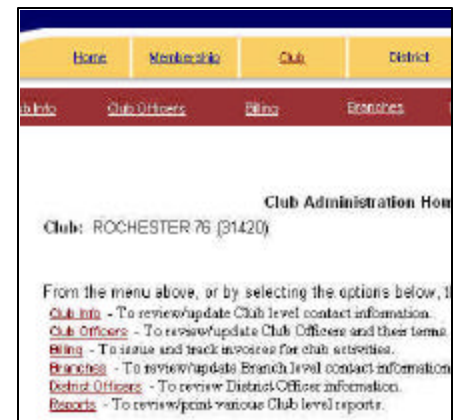 Home Membership Club District
b Info Club Officers Billing Branches
Club Administration Hom
Club: ROCHESTER 76 (31420)
From the menu above, or by selecting the options below, t
Club Info - To review/update Club level contact information.
Club Officers - To review/update Club Officers and their terms
Billing - To issue and track invoices for club activities.
Branches - To review/update Branch level contact information
District Officers - To review District Officer information.
Reports - To review/print various Club level reports.